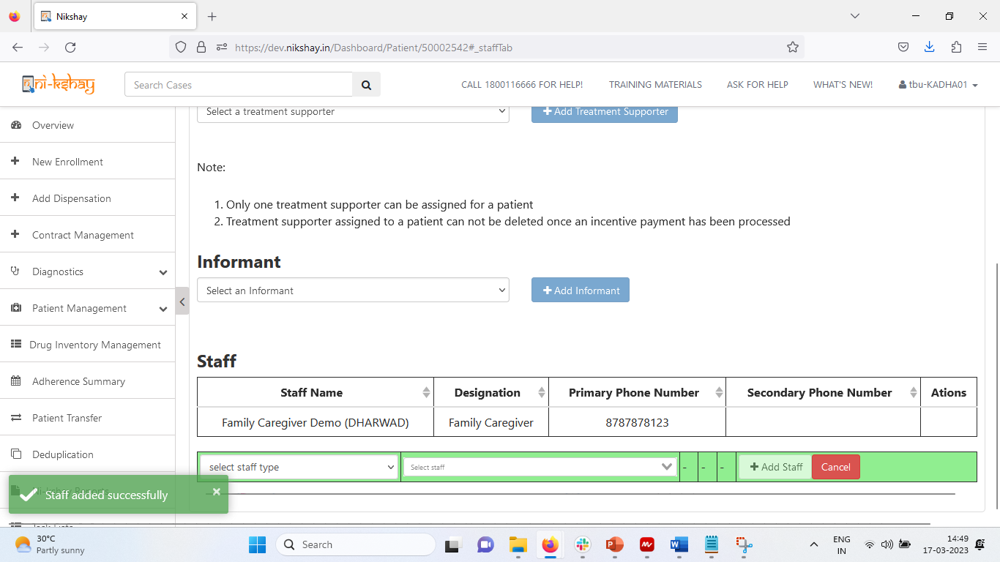 Nikshay
https://dev.nikshay.in/Dashboard/Patient/50002542#_staffTab
ni-kshay
Search Cases
CALL 1800116666 FOR HELP!
TRAINING MATERIALS
ASK FOR HELP
WHAT'S NEW!
tbu-KADHA01
Overview
New Enrollment
Add Dispensation
Contract Management
Diagnostics
Patient Management
Drug Inventory Management
Adherence Summary
Patient Transfer
Deduplication
Ni-kshay Reports
Task Lists
Select a treatment supporter
Add Treatment Supporter
Note:
1. Only one treatment supporter can be assigned for a patient
2. Treatment supporter assigned to a patient can not be deleted once an incentive payment has been processed
Informant
Select an Informant
Add Informant
Staff
Staff Name Designation Primary Phone Number Secondary Phone Number Ations
Family Caregiver Demo (DHARWAD) Family Caregiver 8787878123
select staff type Select staff - - - Add Staff Cancel
Staff added successfully
30°C
Partly sunny
Search
ENG
IN
14:49
17-03-2023